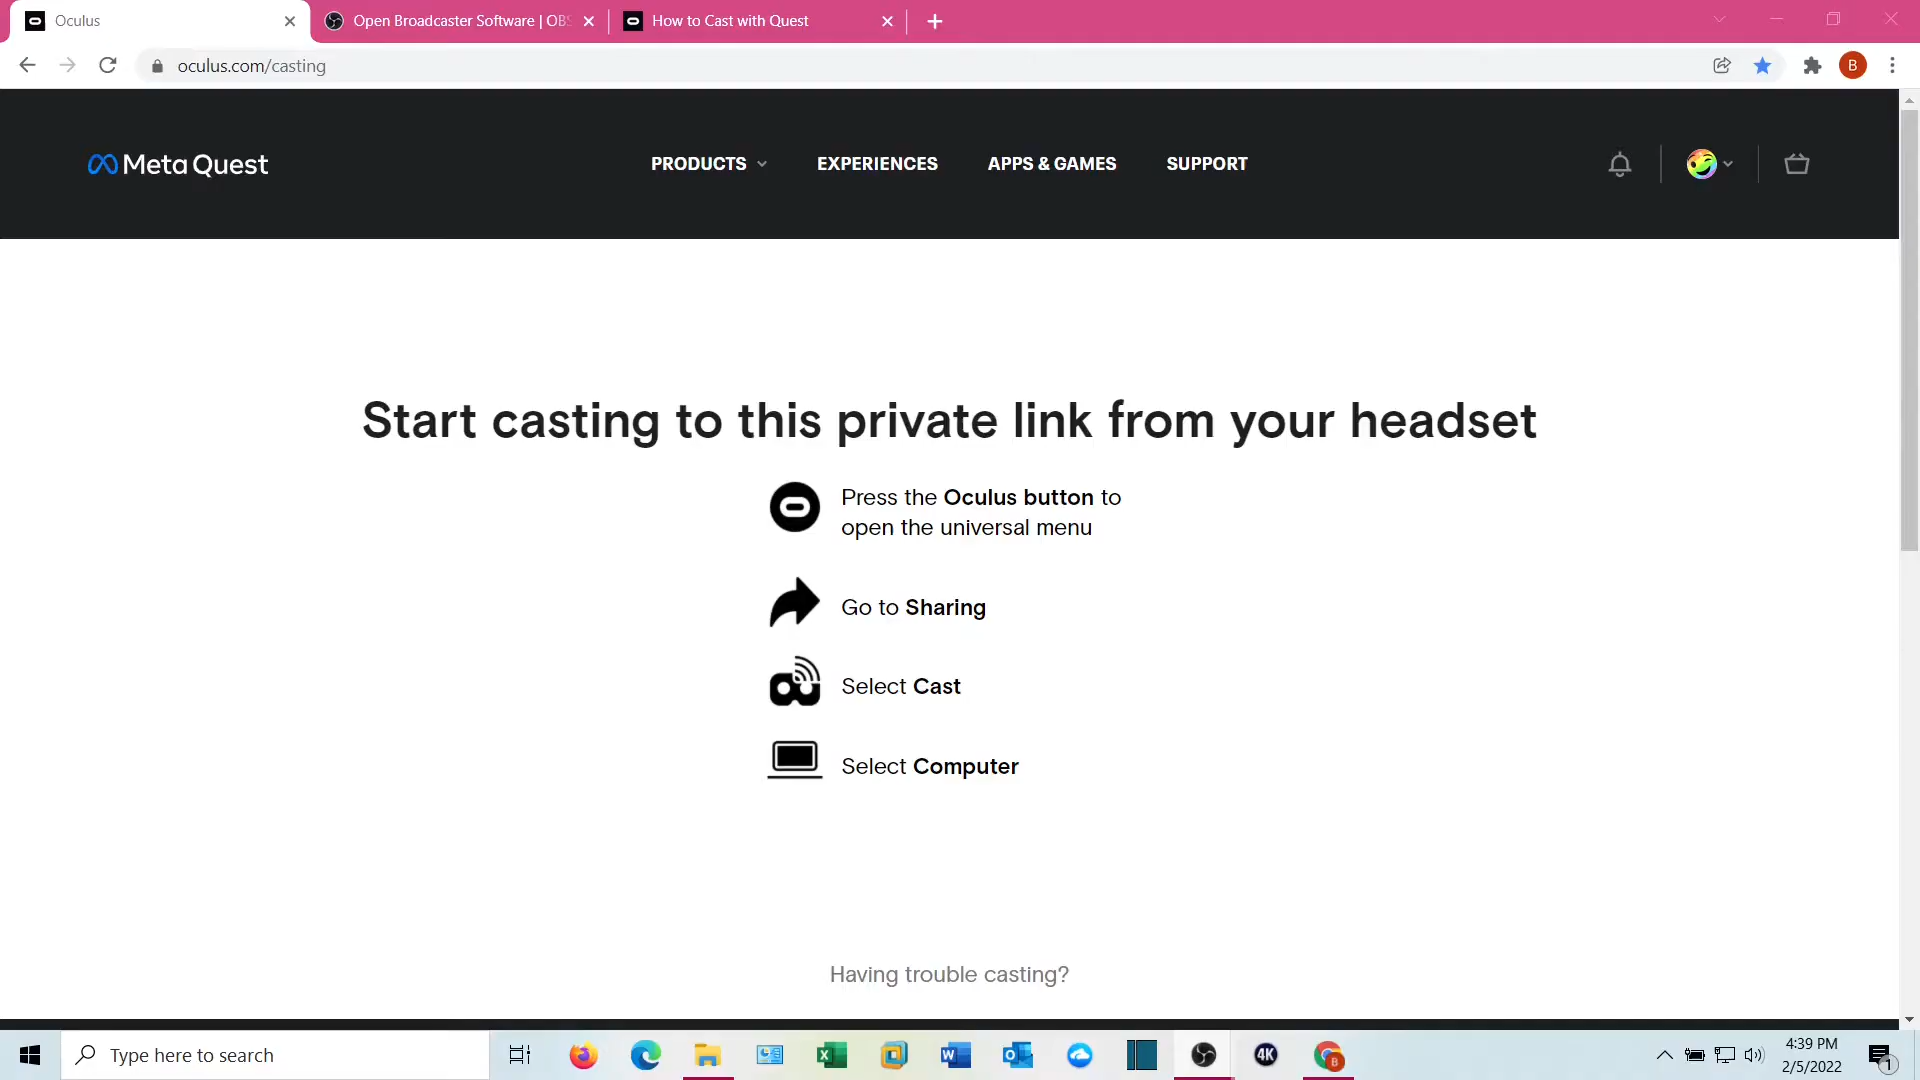 Oculus
Open Broadcaster Software | OBS
How to Cast with Quest
oculus.com/casting
B
Meta Quest
PRODUCTS
EXPERIENCES
APPS & GAMES
SUPPORT
Start casting to this private link from your headset
Press the Oculus button to
open the universal menu
Go to Sharing
Select Cast
Select Computer
Having trouble casting?
Type here to search
4K
B
4:39 PM
2/5/2022
1